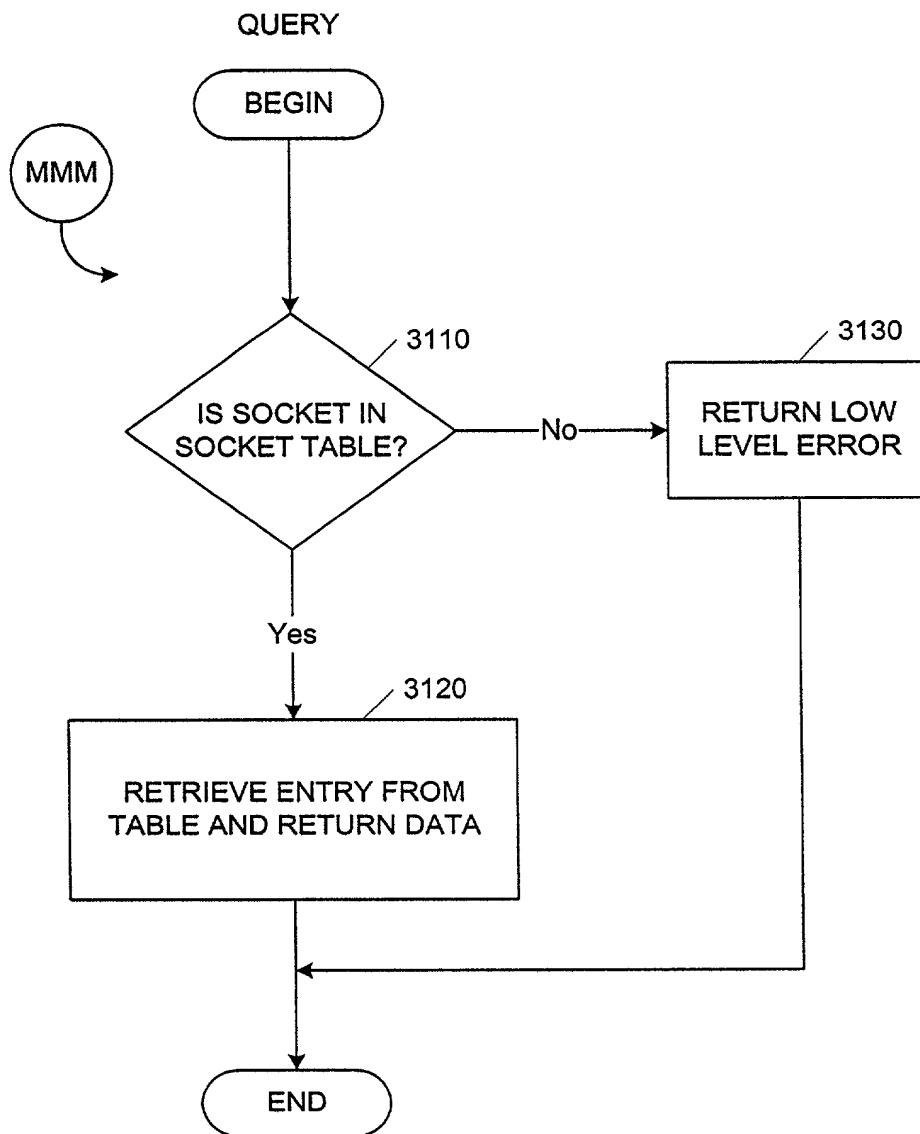 QUERY
BEGIN
MMM
3110
3130
IS SOCKET IN
SOCKET TABLE?
No
RETURN LOW
LEVEL ERROR
Yes
3120
RETRIEVE ENTRY FROM
TABLE AND RETURN DATA
END